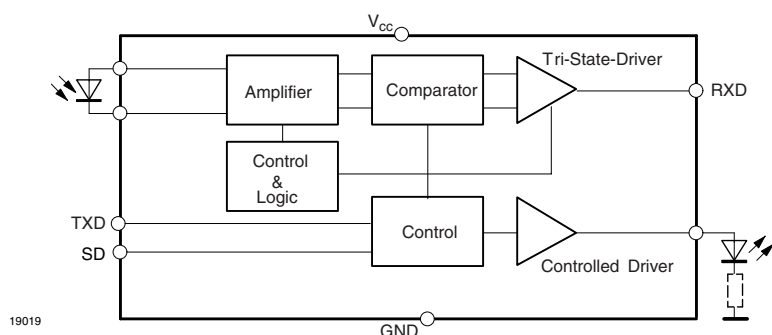 Vcc
Tri-State-Driver
Amplifier
Comparator
RXD
Control
&
Logic
TXD
SD
Control
Controlled Driver
19019
GND